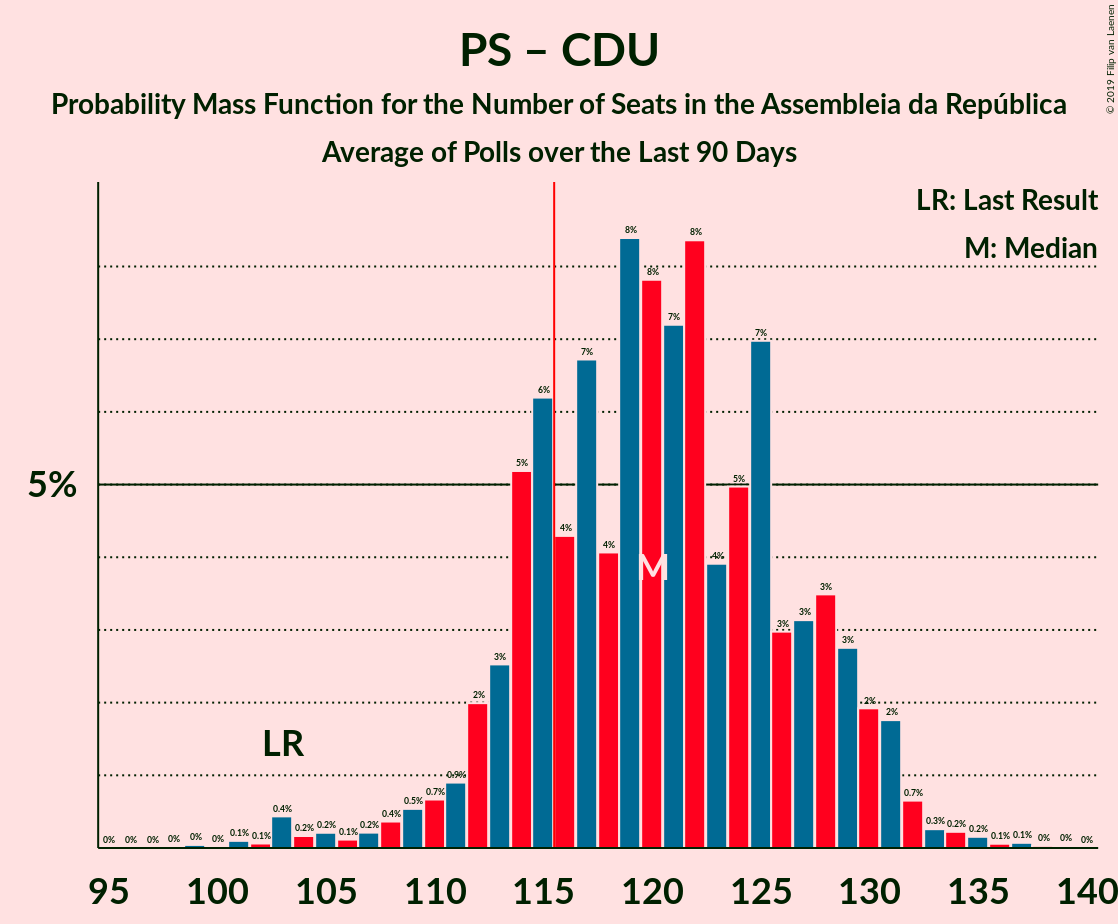 PS – CDU
Probability Mass Function for the Number of Seats in the Assembleia da República
Average of Polls over the Last 90 Days
© 2019 Filip van Laenen
LR: Last Result
M: Median
5%
LR
M
0% 0% 0% 0% 0% 0% 0.1% 0.1% 0.4% 0.2% 0.2% 0.1% 0.2% 0.4% 0.5% 0.7% 0.9% 2% 3% 5% 6% 4% 7% 4% 8% 8% 7% 8% 4% 5% 7% 3% 3% 3% 3% 2% 2% 0.7% 0.3% 0.2% 0.2% 0.1% 0.1% 0% 0% 0%
95 100 105 110 115 120 125 130 135 140